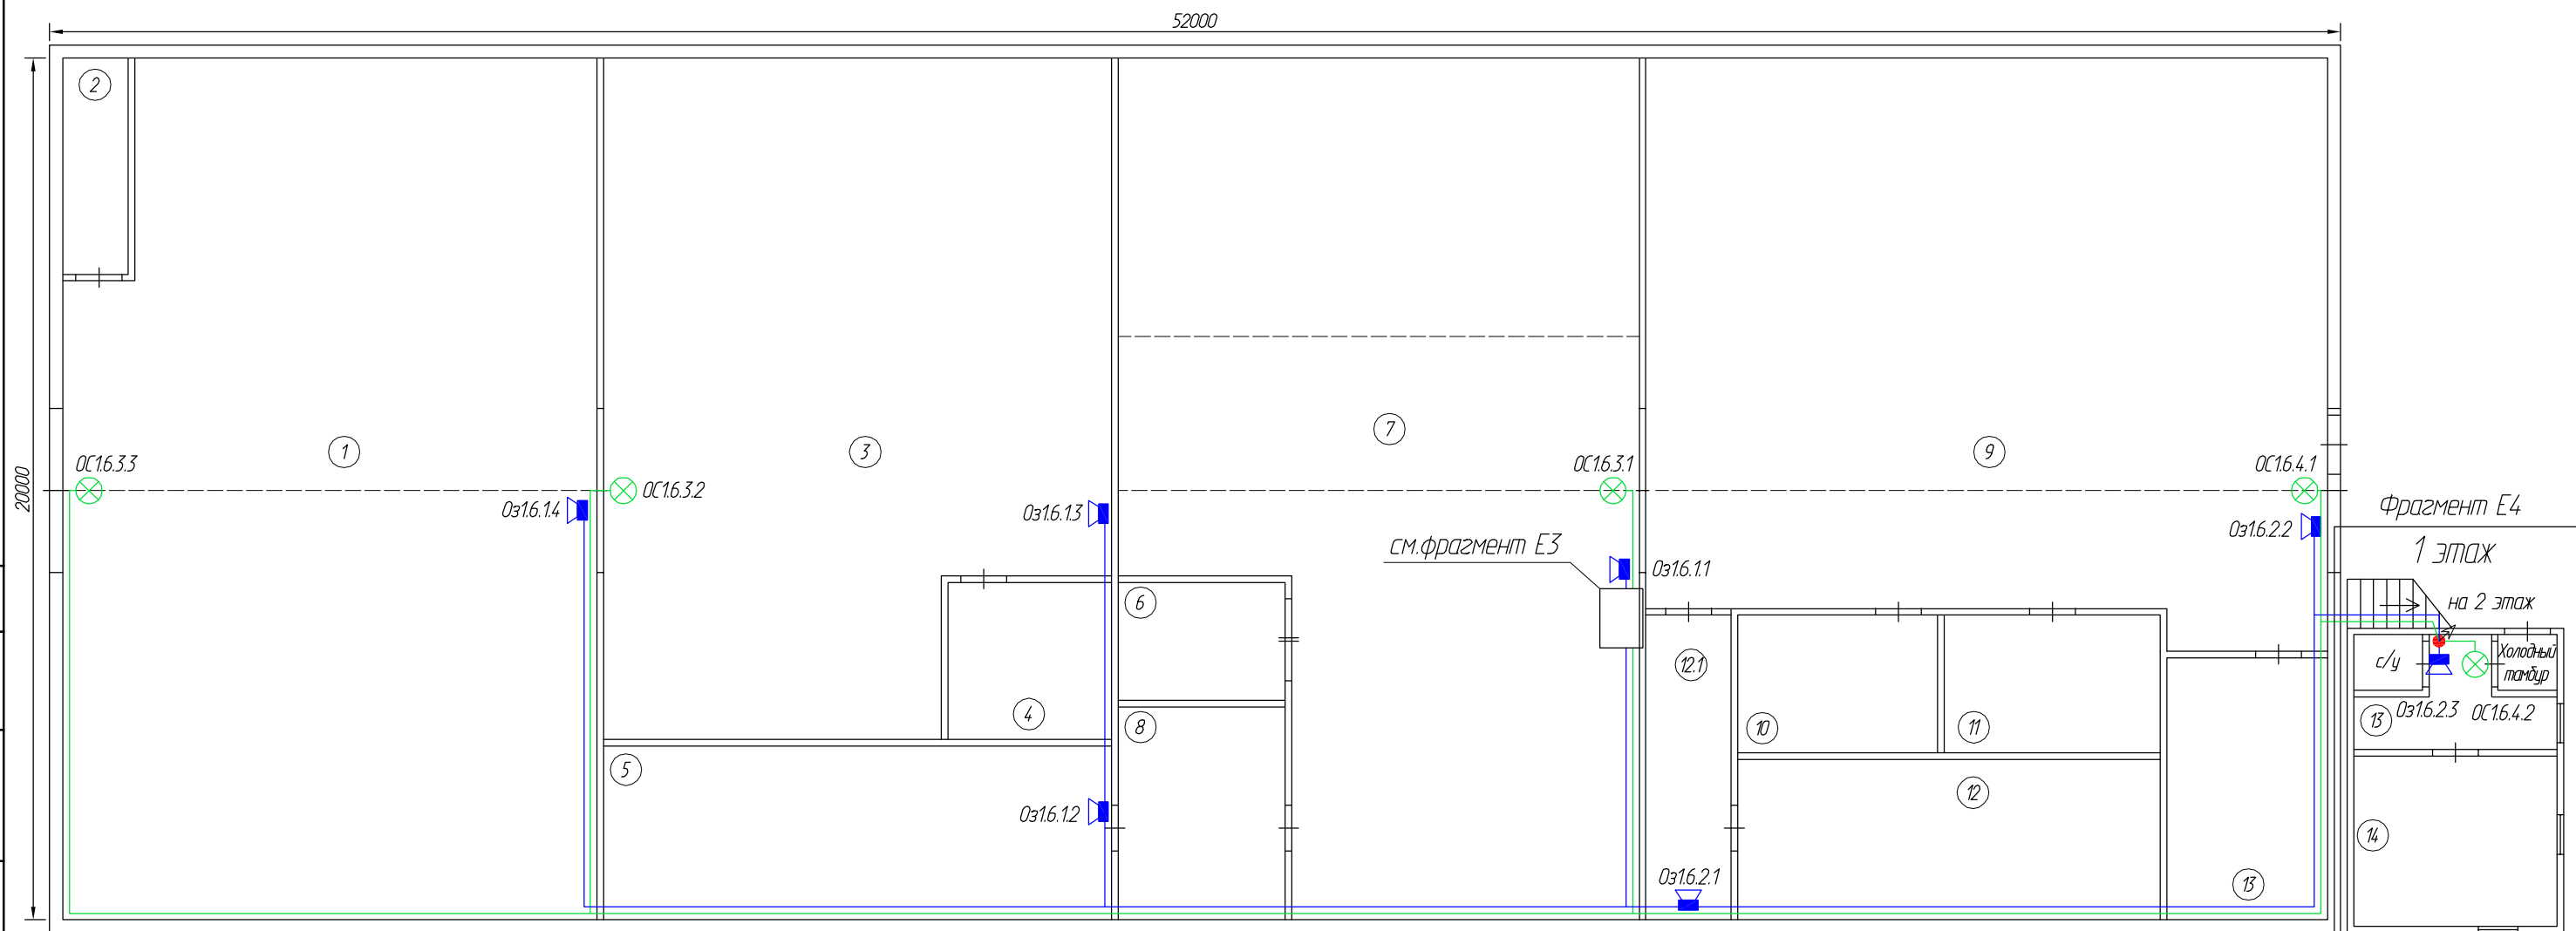 52000
2
20000
1
3
7
9
ОС1.6.3.3
Оз1.6.1.4
ОС1.6.3.2
Оз1.6.1.3
ОС1.6.3.1
ОС1.6.4.1
Оз1.6.2.2
Фрагмент Е4
1 этаж
на 2 этаж
см.фрагмент Е3
Оз1.6.1.1
6
12.1
с/у
Холодный
тамбур
4
8
10
11
13
Оз1.6.2.3
ОС1.6.4.2
5
12
Оз1.6.1.2
14
Оз1.6.2.1
13